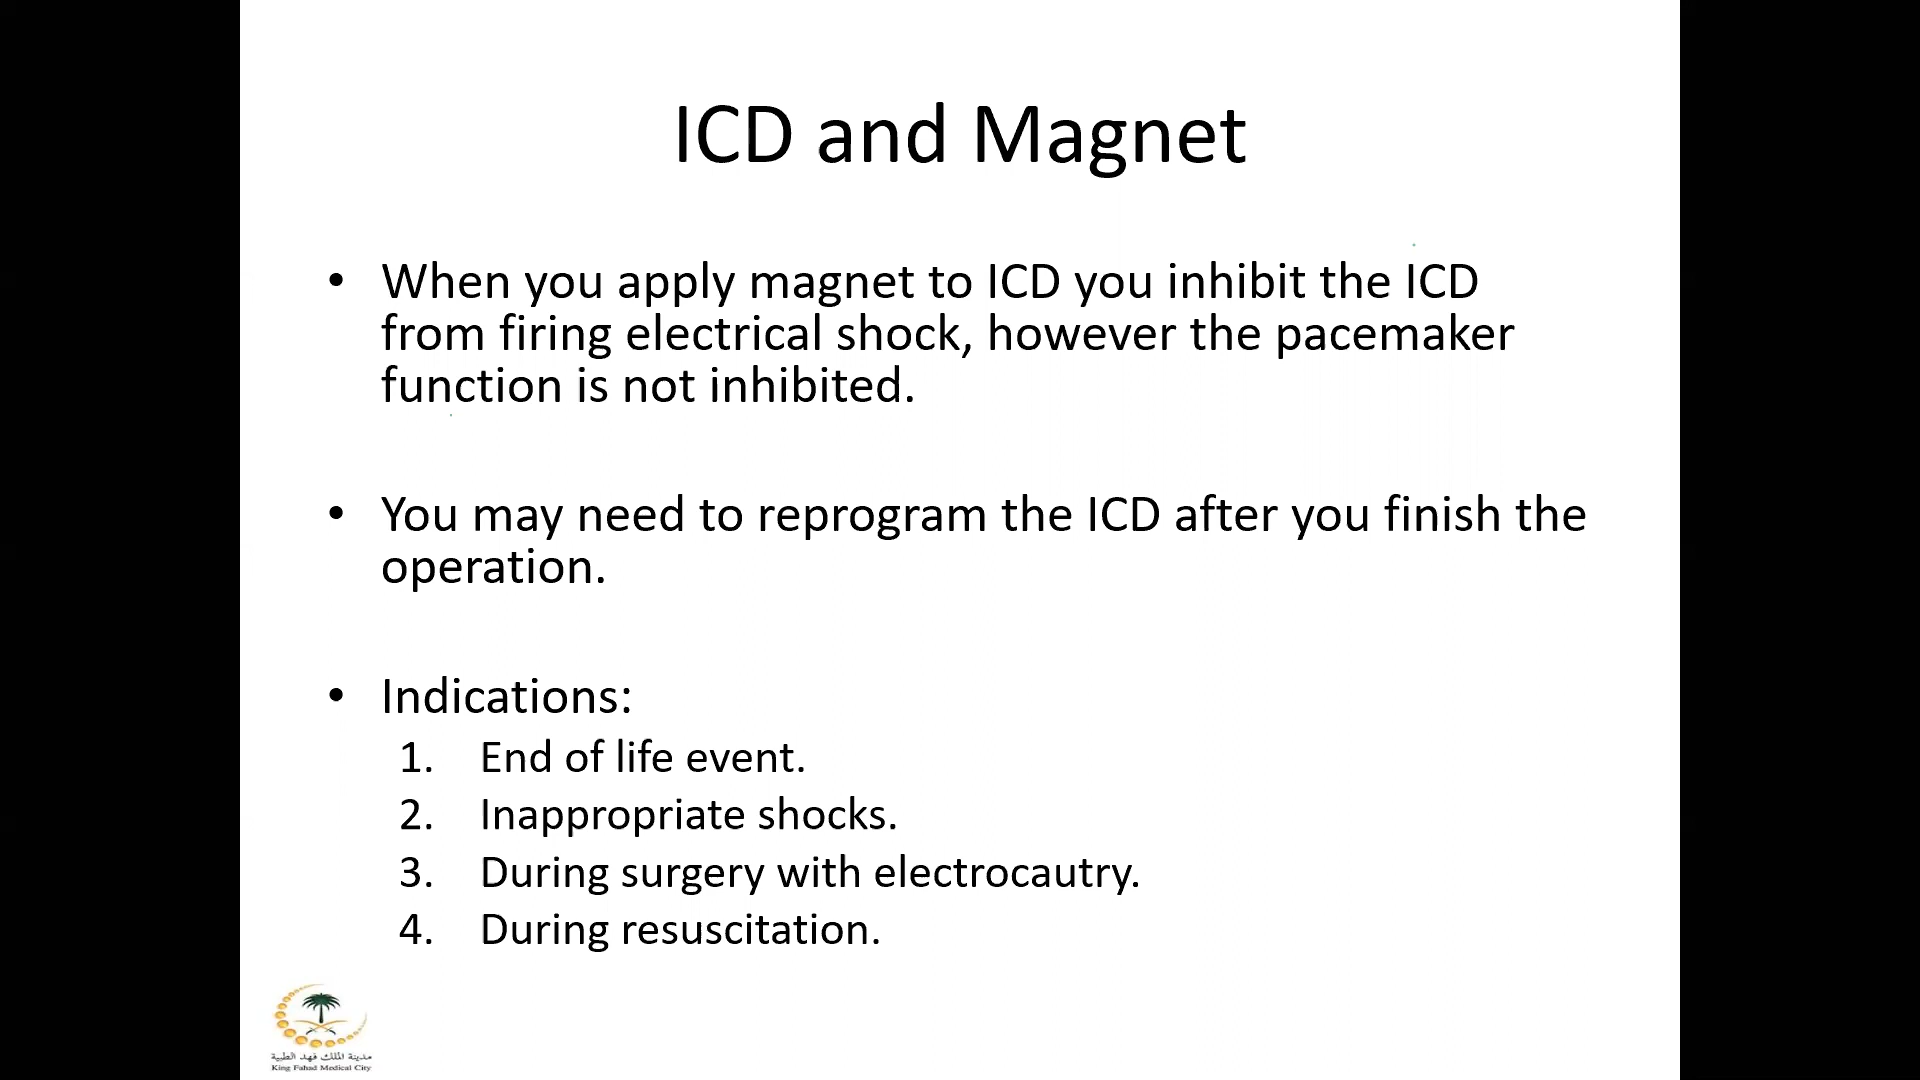 ICD and Magnet
• When you apply magnet to ICD you inhibit the ICD
from firing electrical shock, however the pacemaker
function is not inhibited.
• You may need to reprogram the ICD after you finish the
operation.
• Indications:
1. End of life event.
2. Inappropriate shocks.
3. During surgery with electrocautry.
4. During resuscitation.
مدينة الملك فهد الطبية
King Fahad Medical City